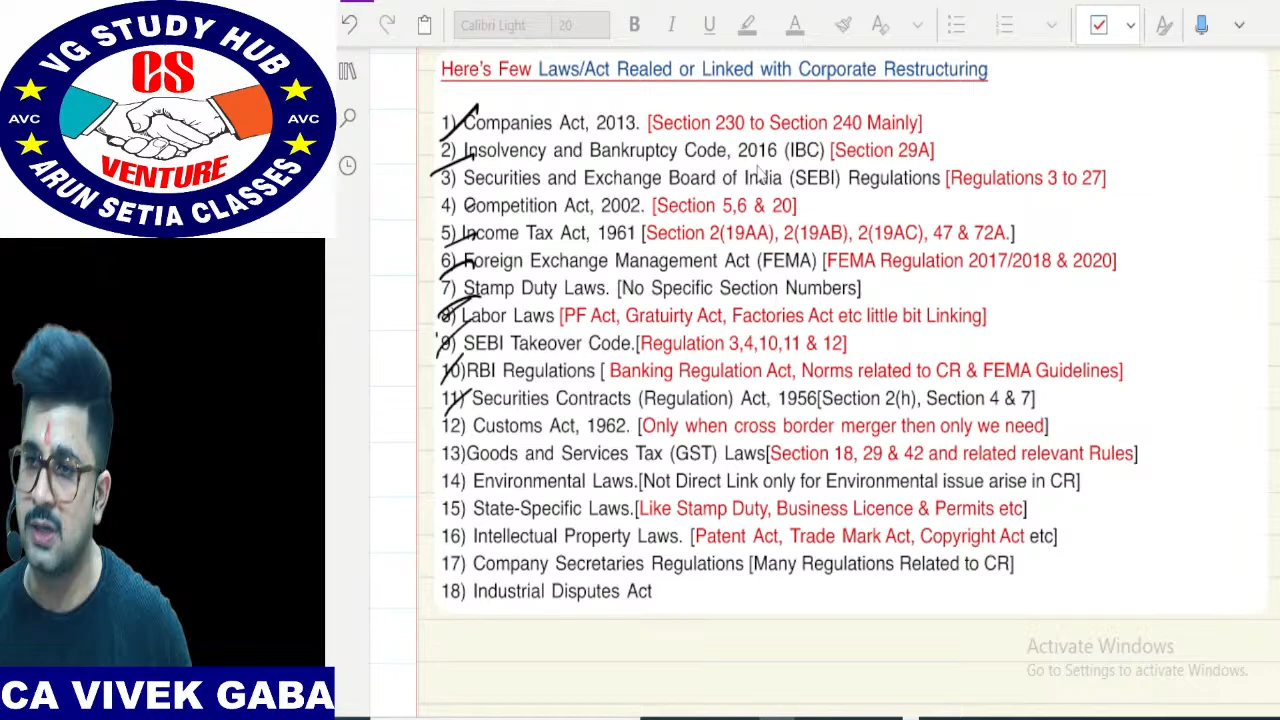 VG STUDY HUB
CS
AVC
AVC
VENTURE
ARUN SETIA CLASSES
CA VIVEK GABA
Calibri Light 20
B I U A A
Here's Few Laws/Act Realed or Linked with Corporate Restructuring
1) Companies Act, 2013. [Section 230 to Section 240 Mainly]
2) Insolvency and Bankruptcy Code, 2016 (IBC) [Section 29A]
3) Securities and Exchange Board of India (SEBI) Regulations [Regulations 3 to 27]
4) Competition Act, 2002. [Section 5,6 & 20]
5) Income Tax Act, 1961 [Section 2(19AA), 2(19AB), 2(19AC), 47 & 72A.]
6) Foreign Exchange Management Act (FEMA) [FEMA Regulation 2017/2018 & 2020]
7) Stamp Duty Laws. [No Specific Section Numbers]
8) Labor Laws [PF Act, Gratuirty Act, Factories Act etc little bit Linking]
9) SEBI Takeover Code.[Regulation 3,4,10,11 & 12]
10)RBI Regulations [ Banking Regulation Act, Norms related to CR & FEMA Guidelines]
11) Securities Contracts (Regulation) Act, 1956[Section 2(h), Section 4 & 7]
12) Customs Act, 1962. [Only when cross border merger then only we need]
13)Goods and Services Tax (GST) Laws[Section 18, 29 & 42 and related relevant Rules]
14) Environmental Laws.[Not Direct Link only for Environmental issue arise in CR]
15) State-Specific Laws.[Like Stamp Duty, Business Licence & Permits etc]
16) Intellectual Property Laws. [Patent Act, Trade Mark Act, Copyright Act etc]
17) Company Secretaries Regulations [Many Regulations Related to CR]
18) Industrial Disputes Act
Activate Windows
Go to Settings to activate Windows.